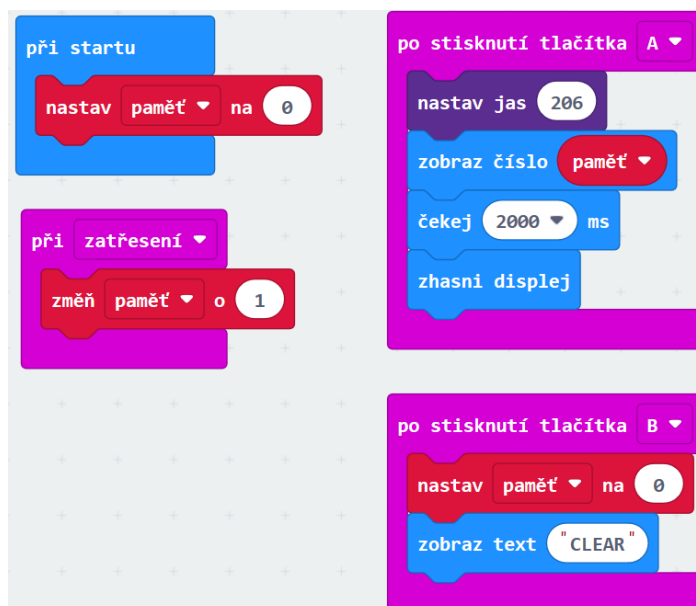 při startu
nastav paměť na 0
při zatřesení
změň paměť o 1
po stisknutí tlačítka A
nastav jas 206
zobraz číslo paměť
čekej 2000 ms
zhasni displej
po stisknutí tlačítka B
nastav paměť na 0
zobraz text "CLEAR"